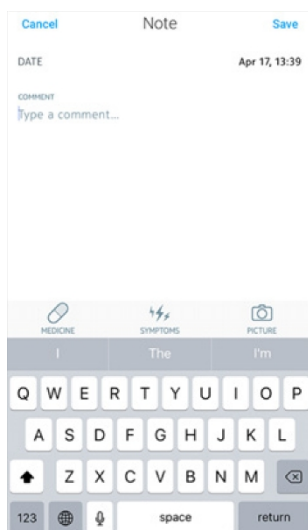 Cancel Note Save
DATE Apr 17, 13:39
COMMENT
Type a comment...
MEDICINE SYMPTOMS PICTURE
I The I'm
Q W E R T Y U I O P
A S D F G H J K L
Z X C V B N M
123 space return